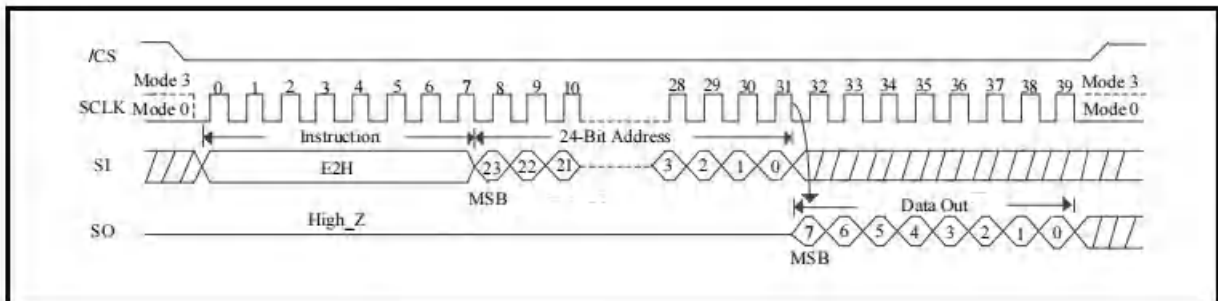 /CS
Mode 3
SCLK
Mode 0
0 1 2 3 4 5 6 7 8 9 10 28 29 30 31 32 33 34 35 36 37 38 39
Mode 3
Mode 0
Instruction
24-Bit Address
SI
E2H
23 22 21 3 2 1 0
MSB
Data Out
High_Z
SO
7 6 5 4 3 2 1 0
MSB